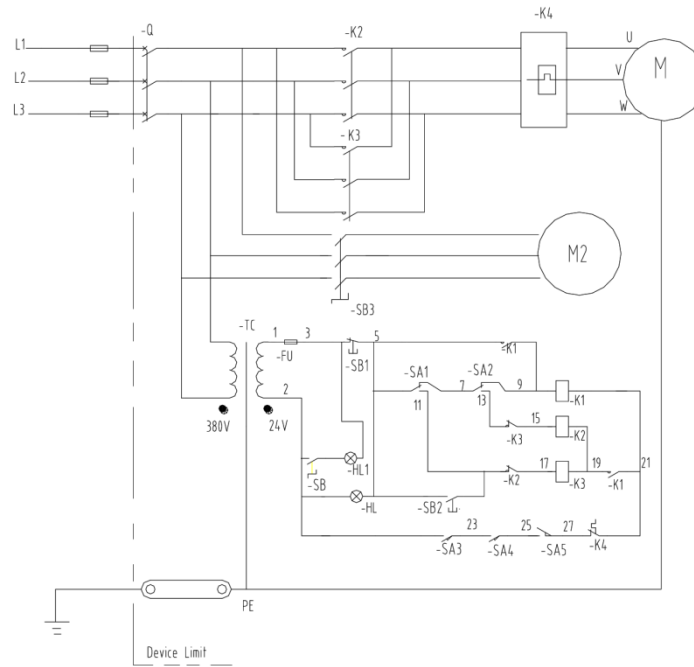 -Q -K2 -K4
L1 U
L2 V M
L3 W
- K3
M2
-SB3
-TC 1 3 5
-FU -SB1 -K1
-SA1 -SA2
2 7 9
11 13 -K1
380V 24V 15
-K3 -K2
17 19 21
-HL1 -K2 -K3 -K1
-SB
-HL -SB2
23 25 27
-SA3 -SA4 -SA5 -K4
PE
Device Limit